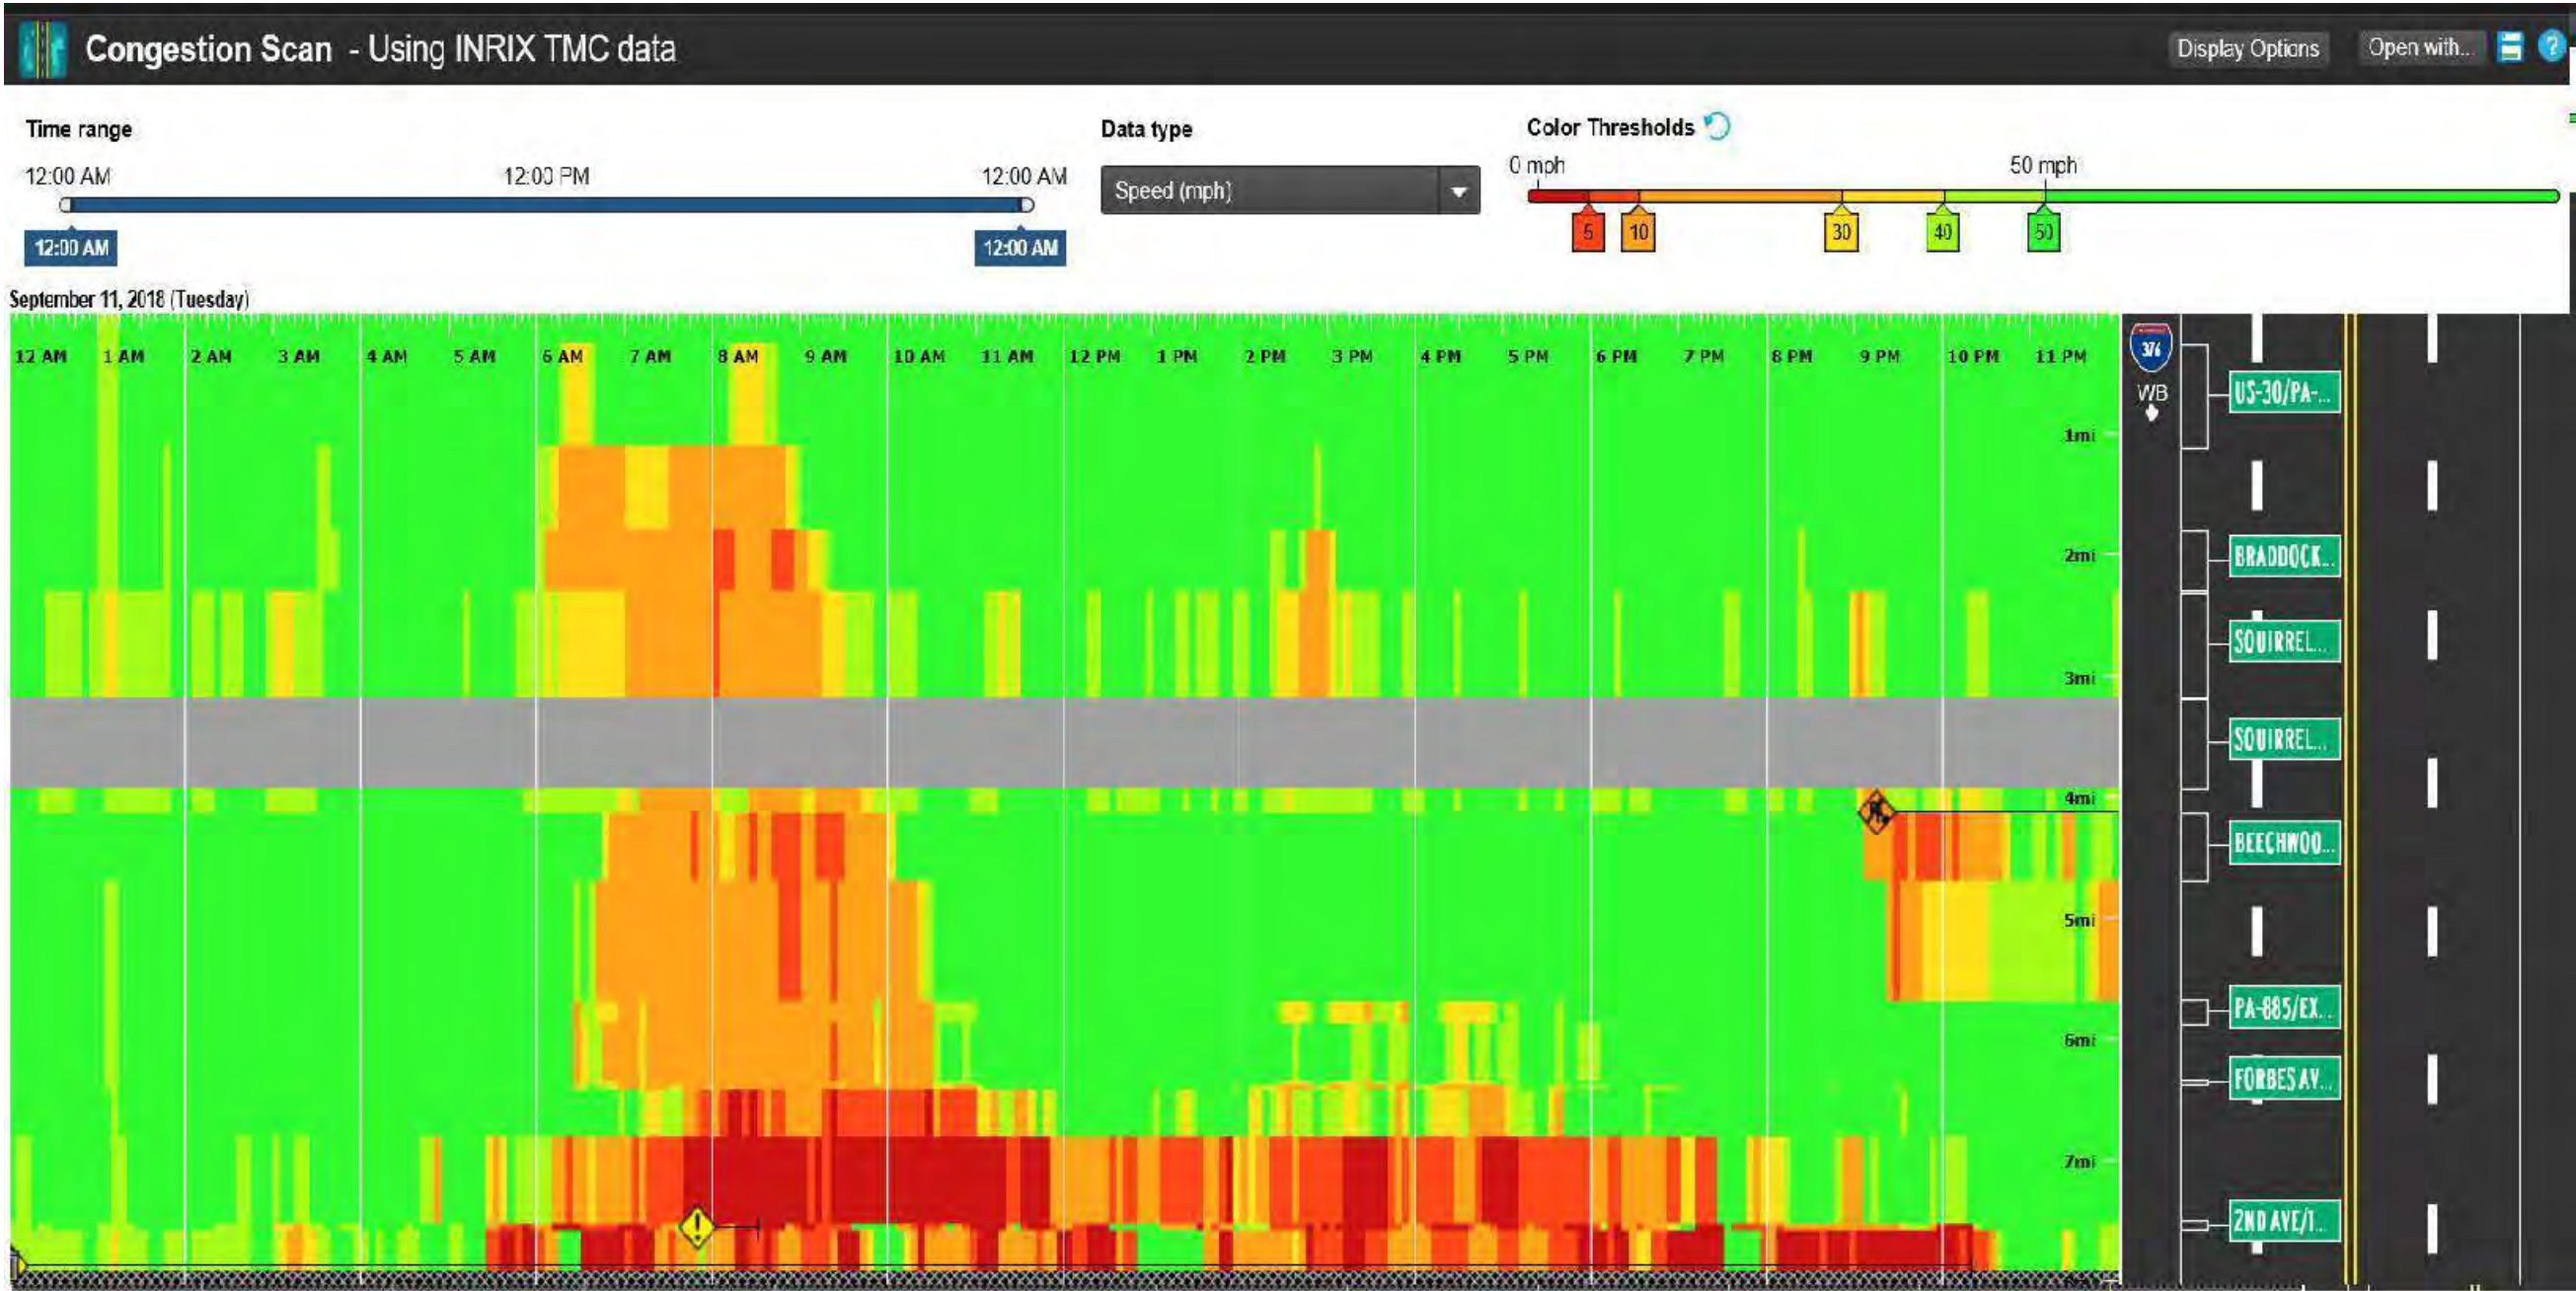 Congestion Scan - Using INRIX TMC data
Display Options
Open with...
?
Time range
12:00 AM 12:00 PM 12:00 AM
12:00 AM 12:00 AM
Data type
Speed (mph)
Color Thresholds
0 mph 50 mph
5 10 30 40 50
September 11, 2018 (Tuesday)
12 AM 1 AM 2 AM 3 AM 4 AM 5 AM 6 AM 7 AM 8 AM 9 AM 10 AM 11 AM 12 PM 1 PM 2 PM 3 PM 4 PM 5 PM 6 PM 7 PM 8 PM 9 PM 10 PM 11 PM
376
WB
US-30/PA-...
1mi
2mi
BRADDOCK...
SQUIRREL...
3mi
SQUIRREL...
4mi
BEECHWOO...
5mi
PA-885/EX...
6mi
FORBES AV...
7mi
2ND AVE/1...
!